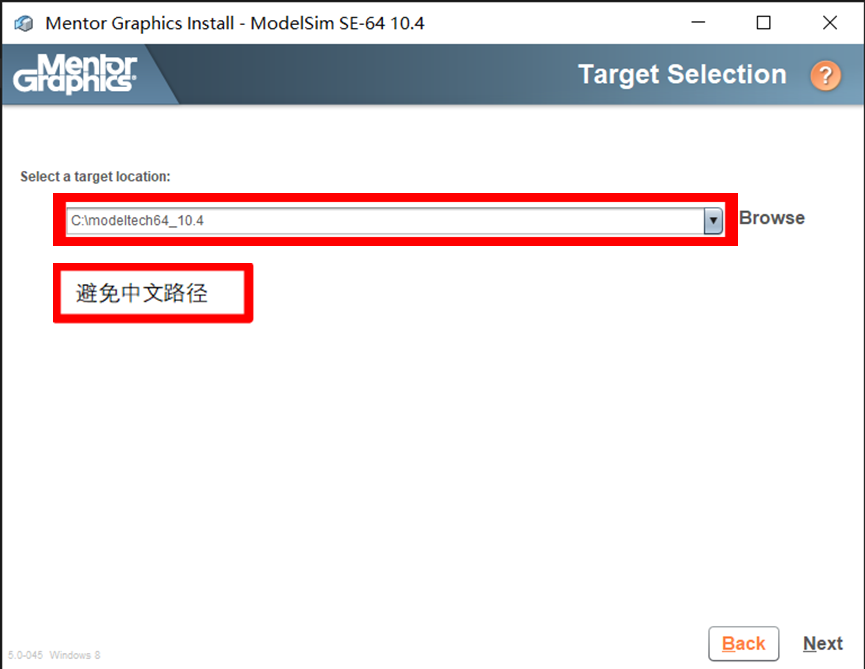 Mentor Graphics Install - ModelSim SE-64 10.4
Mentor
Graphics
Target Selection
?
Select a target location:
C:\modeltech64_10.4
Browse
避免中文路径
Back
Next
5.0-045 Windows 8